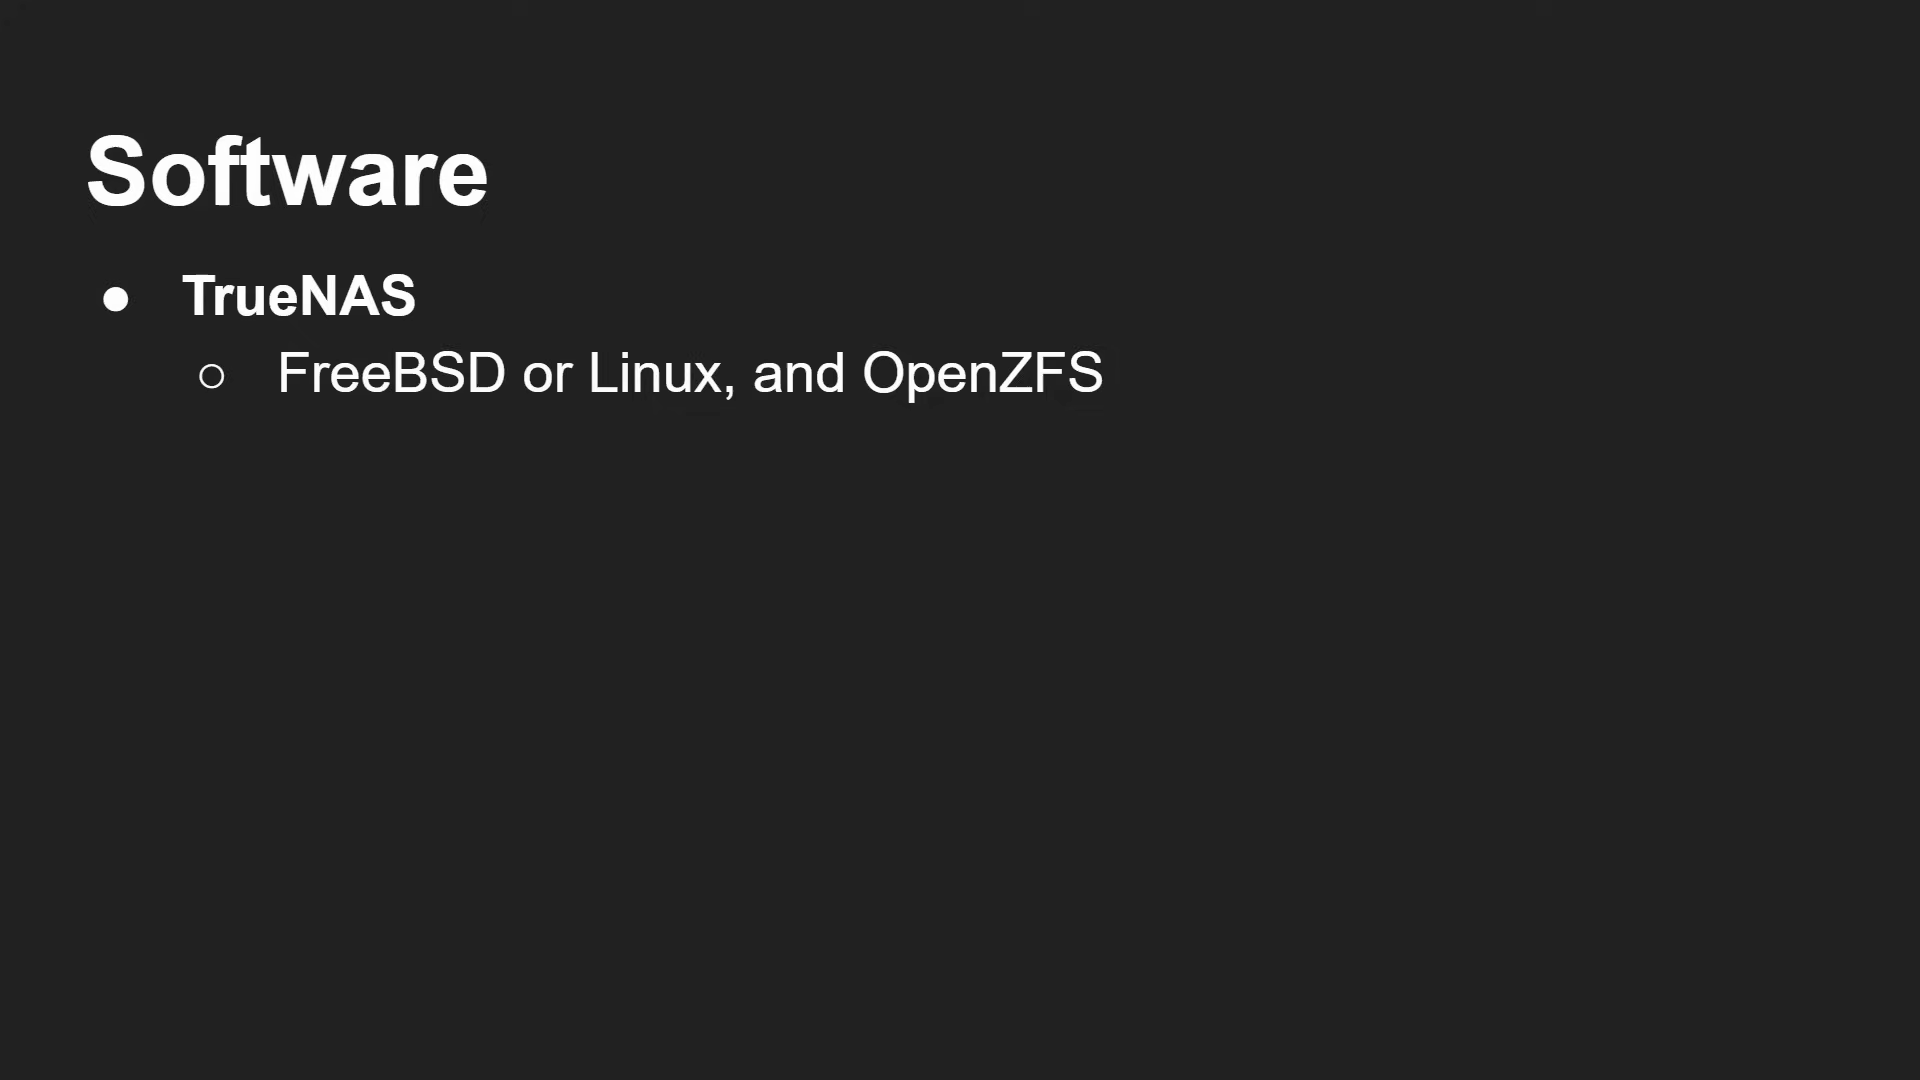 Software
● TrueNAS
○ FreeBSD or Linux, and OpenZFS